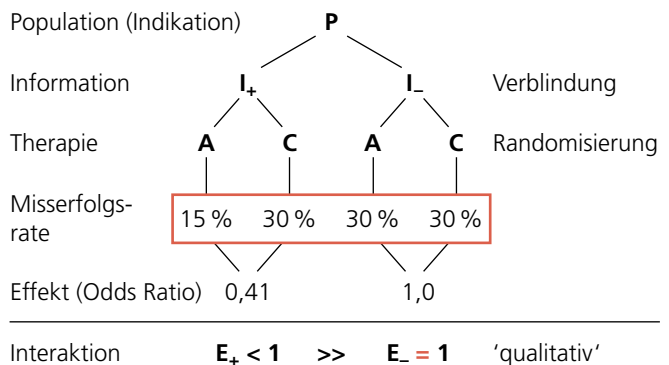 Population (Indikation) P
Information I+ I– Verblindung
Therapie A C A C Randomisierung
Misserfolgs-
rate 15 % 30 % 30 % 30 %
Effekt (Odds Ratio) 0,41 1,0
Interaktion E+ < 1 >> E– = 1 'qualitativ'